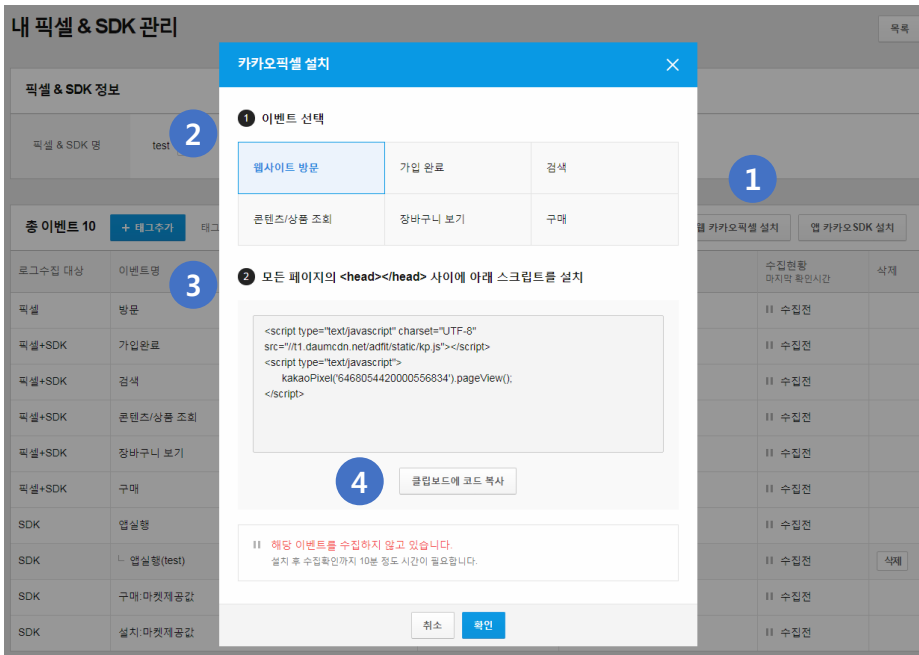 내 픽셀 & SDK 관리
목록
픽셀 & SDK 정보
픽셀 & SDK 명
test
2
1
총 이벤트 10
+ 태그추가
태그
웹 카카오픽셀 설치
앱 카카오SDK 설치
로그수집 대상
이벤트명
수집현황
마지막 확인시간
삭제
3
픽셀
방문
수집전
픽셀+SDK
가입완료
수집전
픽셀+SDK
검색
수집전
픽셀+SDK
콘텐츠/상품 조회
수집전
픽셀+SDK
장바구니 보기
수집전
픽셀+SDK
구매
수집전
SDK
앱실행
수집전
SDK
└ 앱실행(test)
수집전
삭제
SDK
구매:마켓제공값
수집전
SDK
설치:마켓제공값
수집전
카카오픽셀 설치
1 이벤트 선택
웹사이트 방문
가입 완료
검색
콘텐츠/상품 조회
장바구니 보기
구매
2 모든 페이지의 <head></head> 사이에 아래 스크립트를 설치
<script type="text/javascript" charset="UTF-8"
src="//t1.daumcdn.net/adfit/static/kp.js"></script>
<script type="text/javascript">
kakaoPixel('6468054420000556834').pageView();
</script>
4
클립보드에 코드 복사
해당 이벤트를 수집하지 않고 있습니다.
설치 후 수집확인까지 10분 정도 시간이 필요합니다.
취소
확인